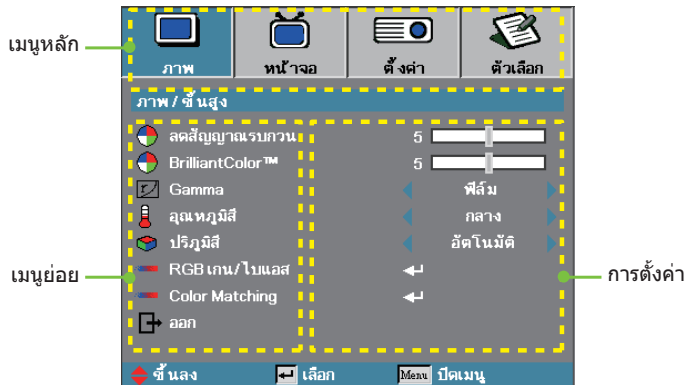 เมนูหลัก
ภาพ หน้าจอ ตั้งค่า ตัวเลือก
ภาพ / ขึ้นสูง
ลดสัญญาณรบกวน 5
BrilliantColor™ 5
Gamma ฟิล์ม
อุณหภูมิสี กลาง
ปริภูมิสี อัตโนมัติ
เมนูย่อย RGB เกน/ไบแอส การตั้งค่า
Color Matching
ออก
ขึ้นลง เลือก Menu ปิดเมนู